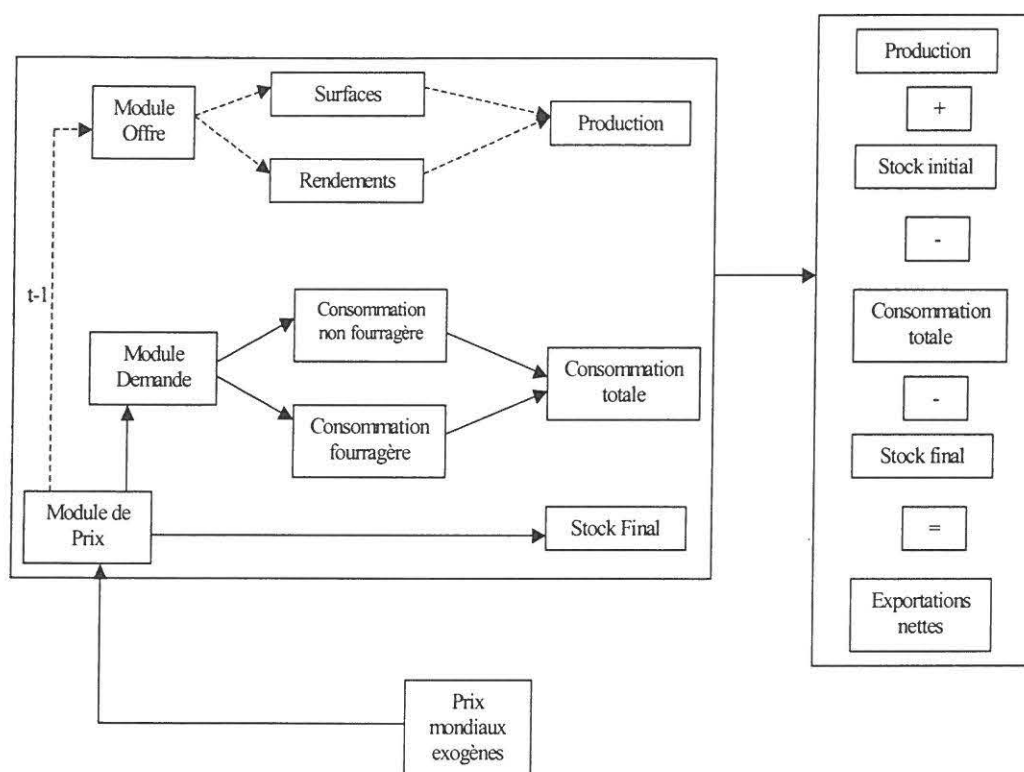 Module
Offre
Surfaces
Rendements
Production
t-1
Module
Demande
Consommation
non fourragère
Consommation
fourragère
Consommation
totale
Module de
Prix
Stock Final
Prix
mondiaux
exogènes
Production
+
Stock initial
-
Consommation
totale
-
Stock final
=
Exportations
nettes